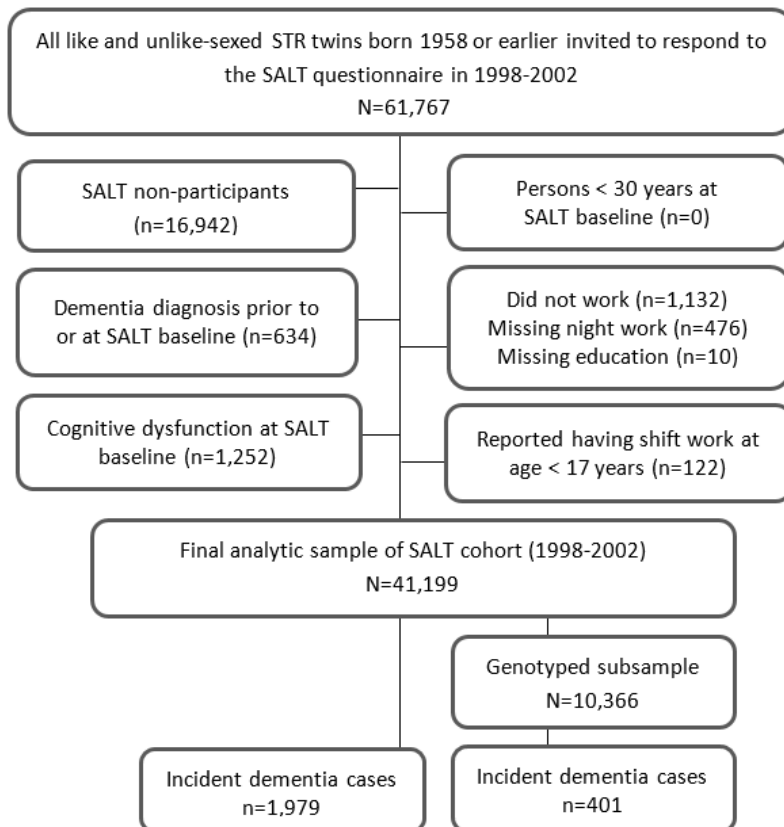 All like and unlike-sexed STR twins born 1958 or earlier invited to respond to
the SALT questionnaire in 1998-2002
N=61,767
SALT non-participants
(n=16,942)
Persons < 30 years at
SALT baseline (n=0)
Dementia diagnosis prior to
or at SALT baseline (n=634)
Did not work (n=1,132)
Missing night work (n=476)
Missing education (n=10)
Cognitive dysfunction at SALT
baseline (n=1,252)
Reported having shift work at
age < 17 years (n=122)
Final analytic sample of SALT cohort (1998-2002)
N=41,199
Genotyped subsample
N=10,366
Incident dementia cases
n=1,979
Incident dementia cases
n=401